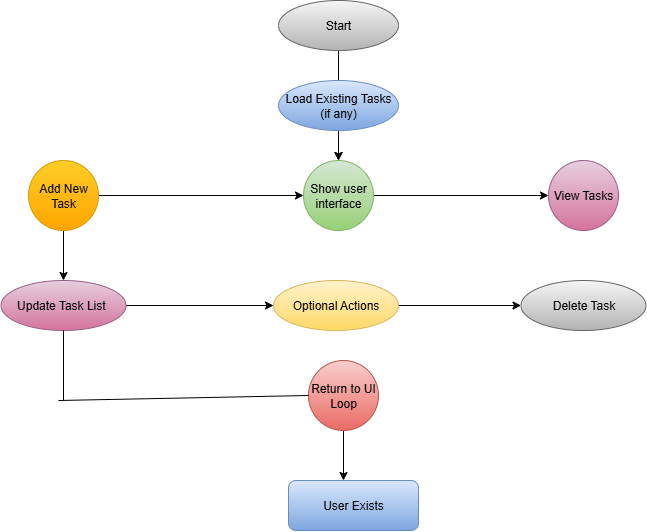 Start
Load Existing Tasks
(if any)
Add New
Task
Show user
interface
View Tasks
Update Task List
Optional Actions
Delete Task
Return to UI
Loop
User Exists